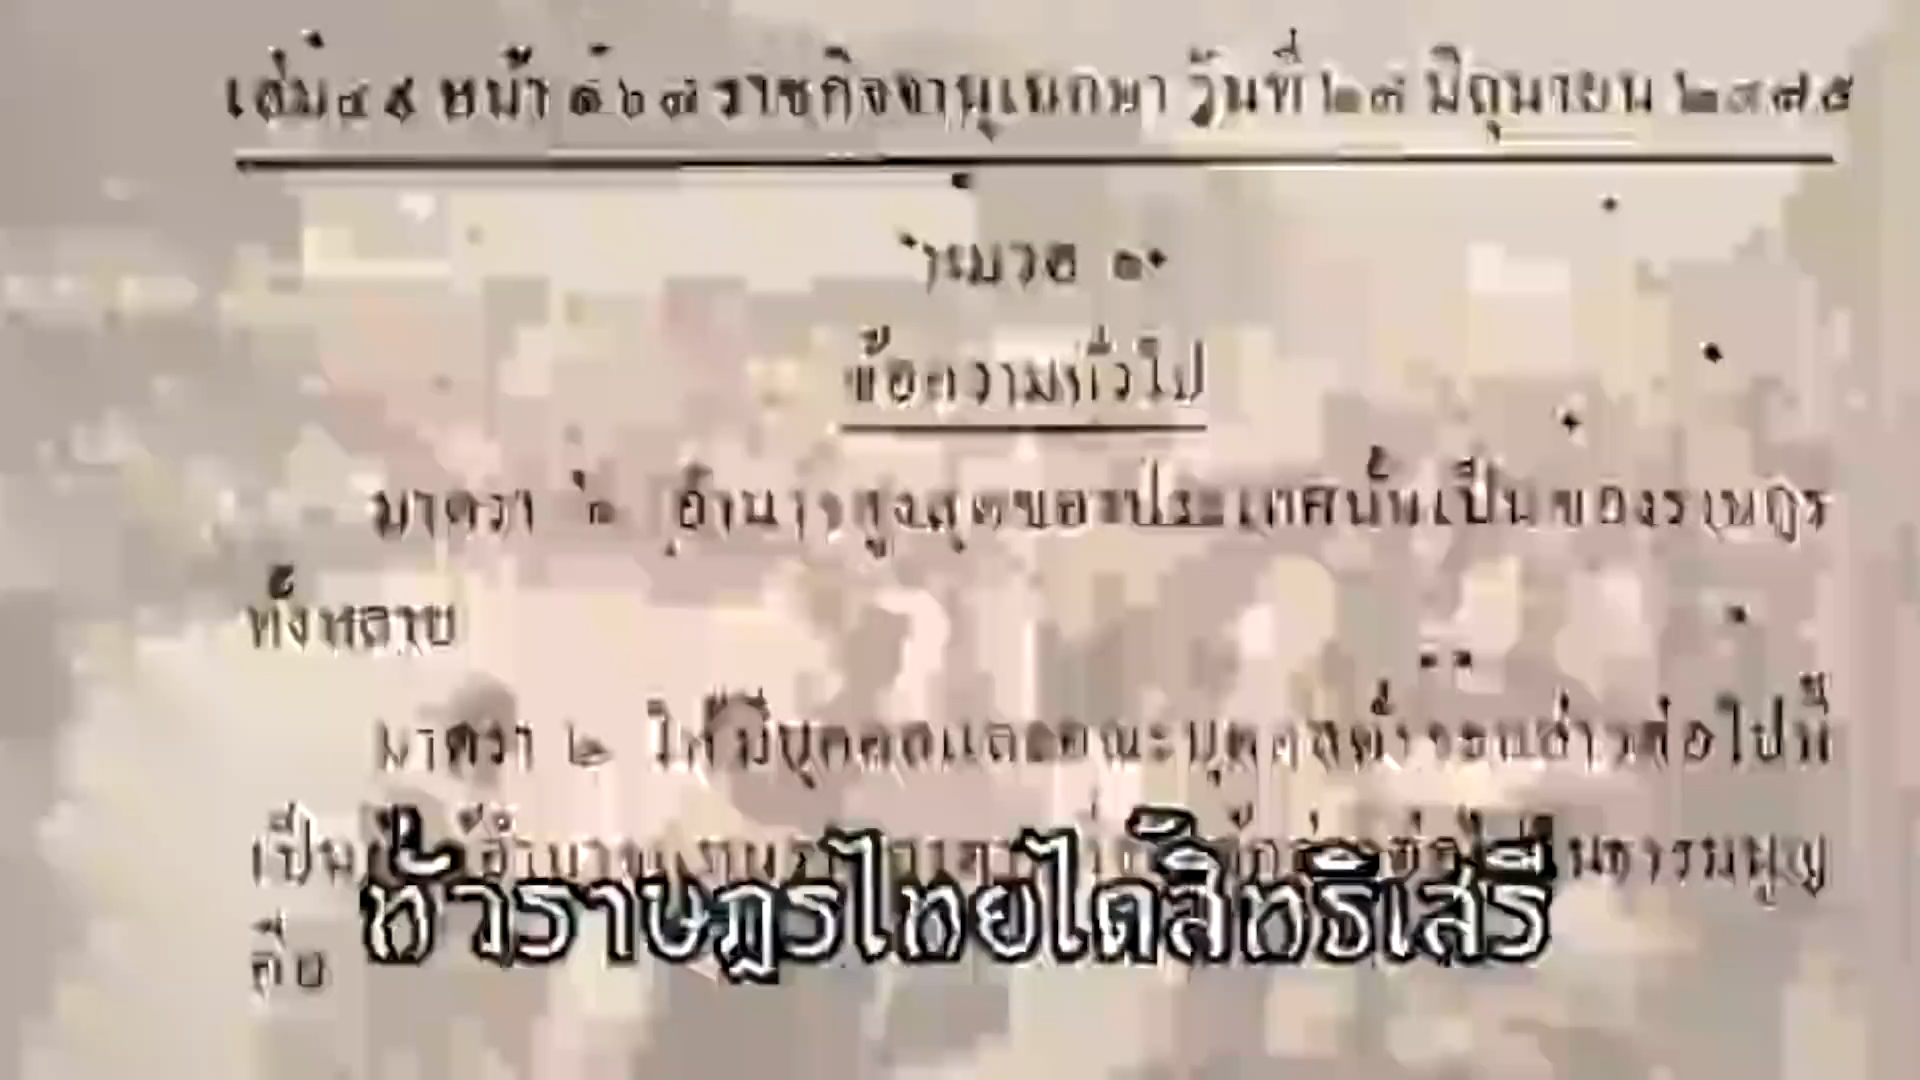 เล่ม ๔๙ หน้า ๑๖๗ ราชกิจจานุเบกษา วันที่ ๒๗ มิถุนายน ๒๔๗๕
หมวด ๑
ข้อความทั่วไป
มาตรา ๑ อำนาจสูงสุดของประเทศนั้นเป็นของราษฎร
ทั้งหลาย
มาตรา ๒ ให้มีบุคคลและคณะบุคคลดั่งจะกล่าวต่อไปนี้
เป็น ธรรมนูญ
คือ
ทั่วราษฎรไทยได้สิทธิเสรี